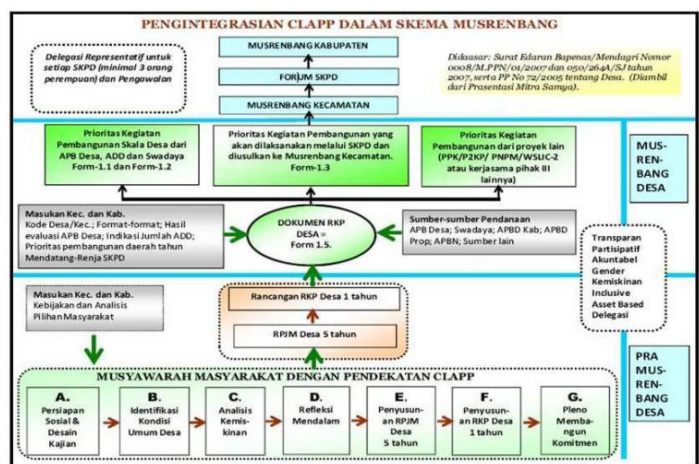 PENGINTEGRASIAN CLAPP DALAM SKEMA MUSRENBANG
Delegasi Representatif untuk
setiap SKPD (minimal 3 orang
perempuan) dan Pengawalan
MUSRENBANG KABUPATEN
FORUM SKPD
MUSRENBANG KECAMATAN
Didaasar: Surat Edaran Bapenas/Mendagri Nomor
0008/M.PPN/01/2007 dan 050/264A/SJ tahun
2007, serta PP No 72/2005 tentang Desa. (Diambil
dari Prasentasi Mitra Samya).
Prioritas Kegiatan
Pembangunan Skala Desa dari
APB Desa, ADD dan Swadaya
Form-1.1 dan Form-1.2
Prioritas Kegiatan Pembangunan yang
akan dilaksanakan melalui SKPD dan
diusulkan ke Musrenbang Kecamatan.
Form-1.3
Prioritas Kegiatan
Pembangunan dari proyek lain
(PPK/P2KP/ PNPM/WSLIC-2
atau kerjasama pihak III
lainnya)
MUS-
REN-
BANG
DESA
Masukan Kec. dan Kab.
Kode Desa/Kec.; Format-format; Hasil
evaluasi APB Desa; Indikasi Jumlah ADD;
Prioritas pembangunan daerah tahun
Mendatang-Renja SKPD
DOKUMEN RKP
DESA =
Form 1.5.
Sumber-sumber Pendanaan
APB Desa; Swadaya; APBD Kab; APBD
Prop; APBN; Sumber lain
Transparan
Partisipatif
Akuntabel
Gender
Kemiskinan
Inclusive
Asset Based
Delegasi
Masukan Kec. dan Kab.
Kebijakan dan Analisis
Pilihan Masyarakat
Rancangan RKP Desa 1 tahun
RPJM Desa 5 tahun
PRA
MUS-
REN-
BANG
DESA
MUSYAWARAH MASYARAKAT DENGAN PENDEKATAN CLAPP
A.
Persiapan
Sosial &
Desain
Kajian
B.
Identifikasi
Kondisi
Umum Desa
C.
Analisis
Kemis-
kinan
D.
Refleksi
Mendalam
E.
Penyusun-
an RPJM
Desa
5 tahun
F.
Penyusun-
an RKP Desa
1 tahun
G.
Pleno
Memba-
ngun
Komitmen